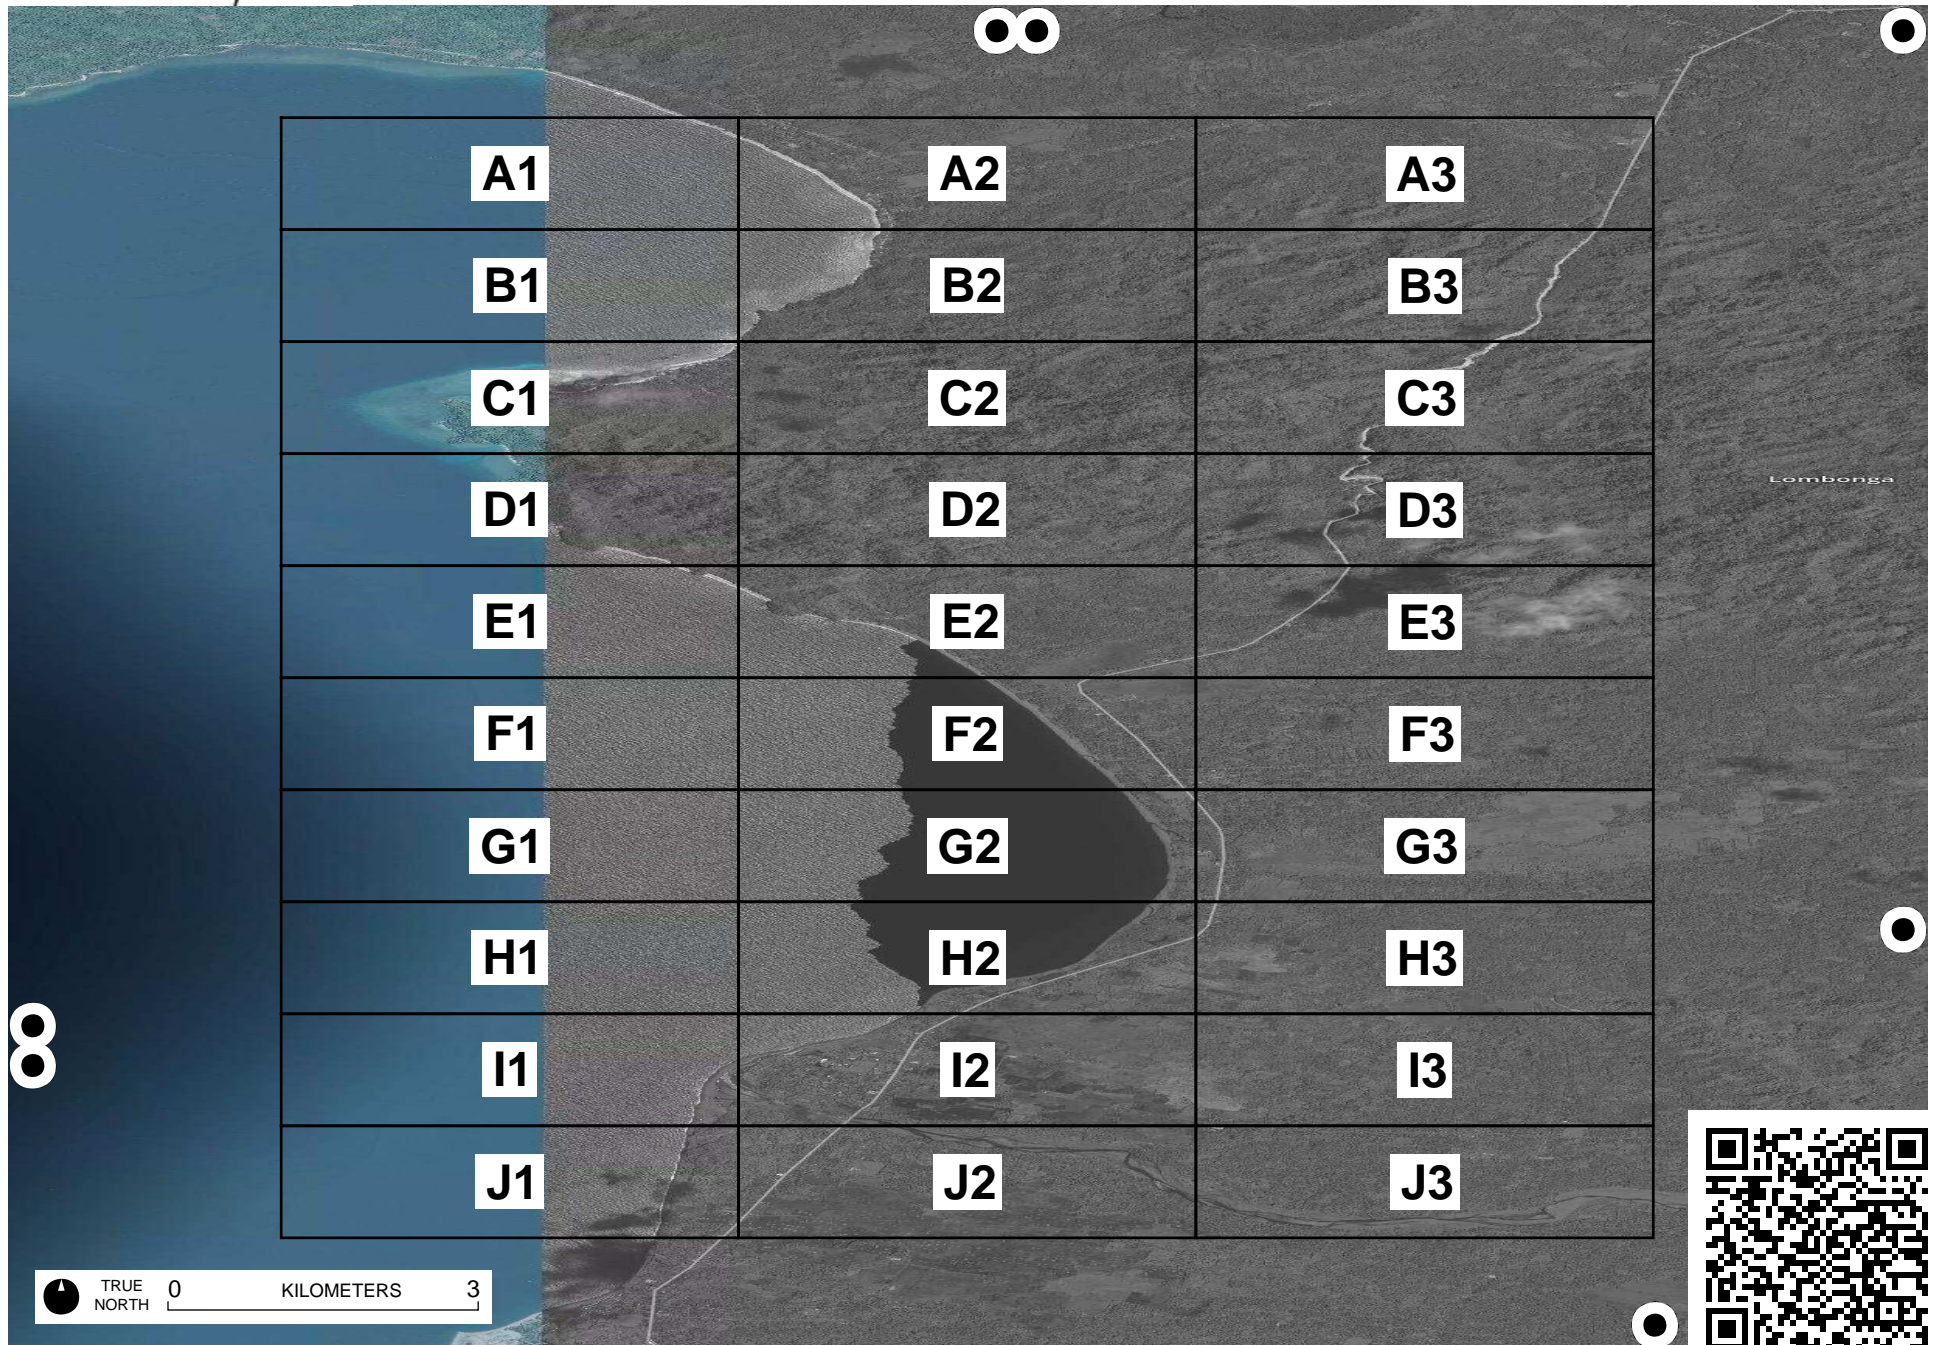 A1 A2 A3
B1 B2 B3
C1 C2 C3
D1 D2 D3
Lombonga
E1 E2 E3
F1 F2 F3
G1 G2 G3
H1 H2 H3
I1 I2 I3
J1 J2 J3
TRUE NORTH
0 KILOMETERS 3